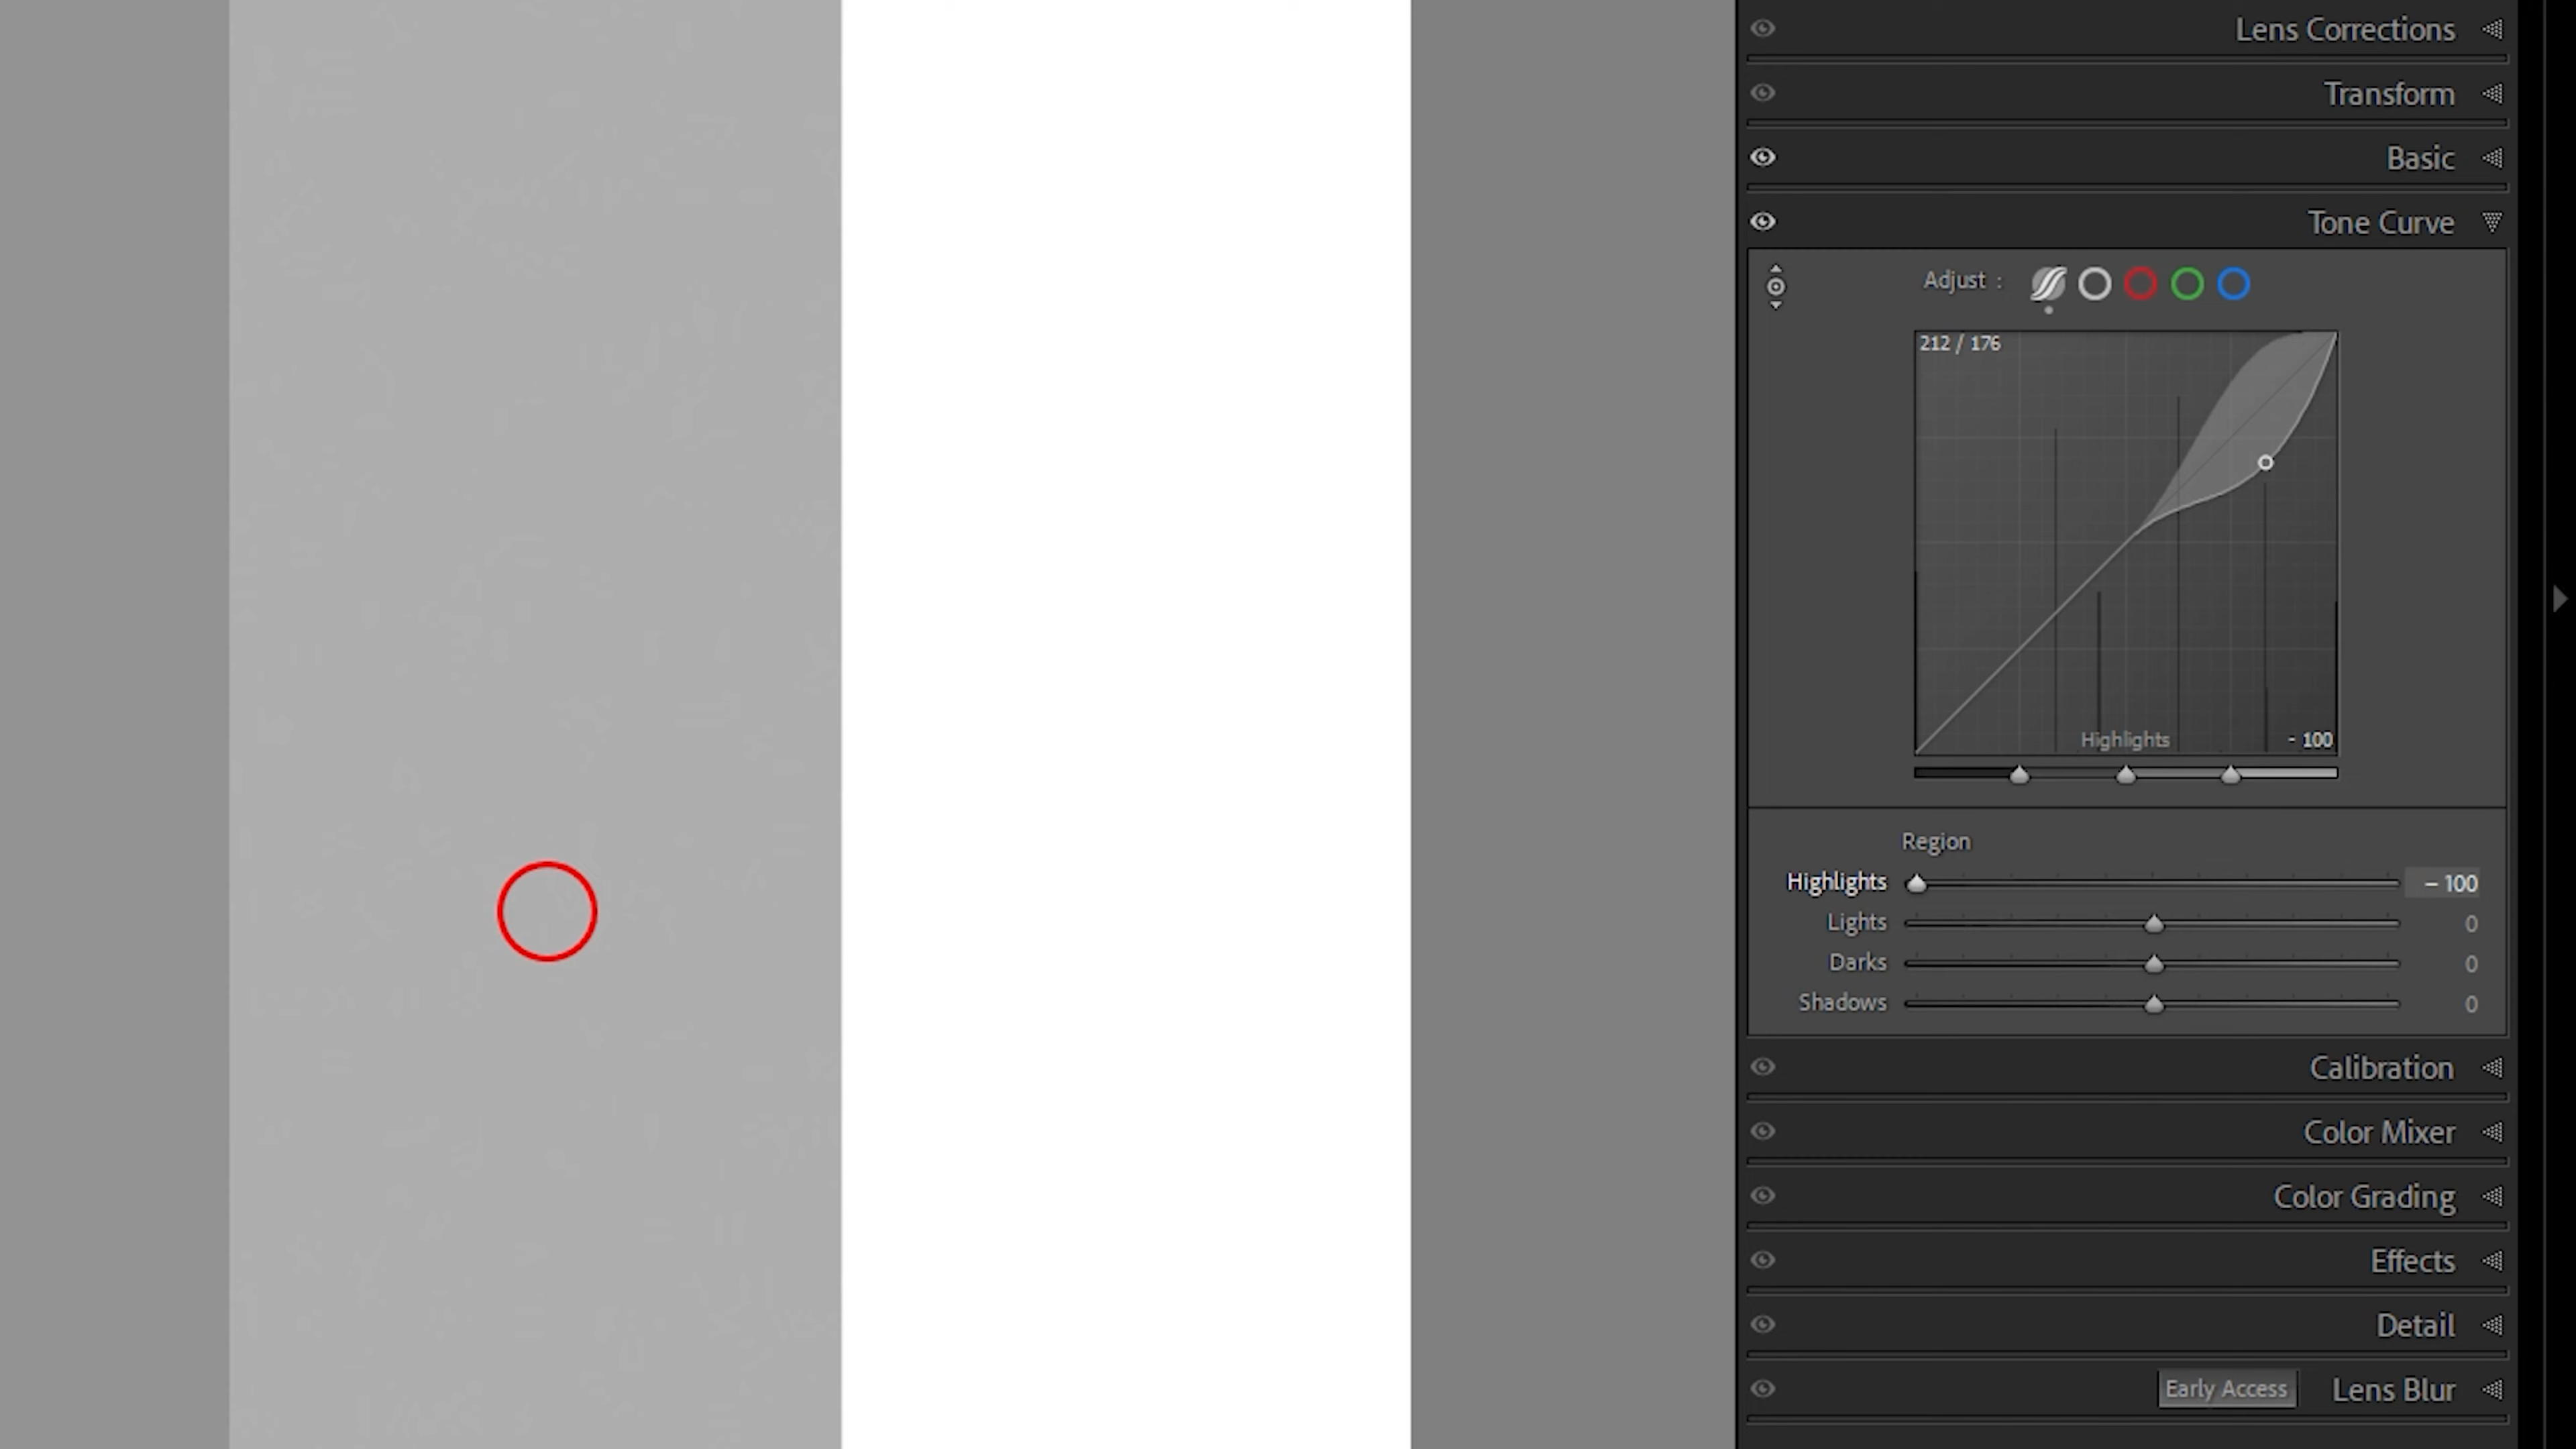 Lens Corrections
Transform
Basic
Tone Curve
Adjust :
212 / 176
Highlights - 100
Region
Highlights – 100
Lights 0
Darks 0
Shadows 0
Calibration
Color Mixer
Color Grading
Effects
Detail
Early Access Lens Blur